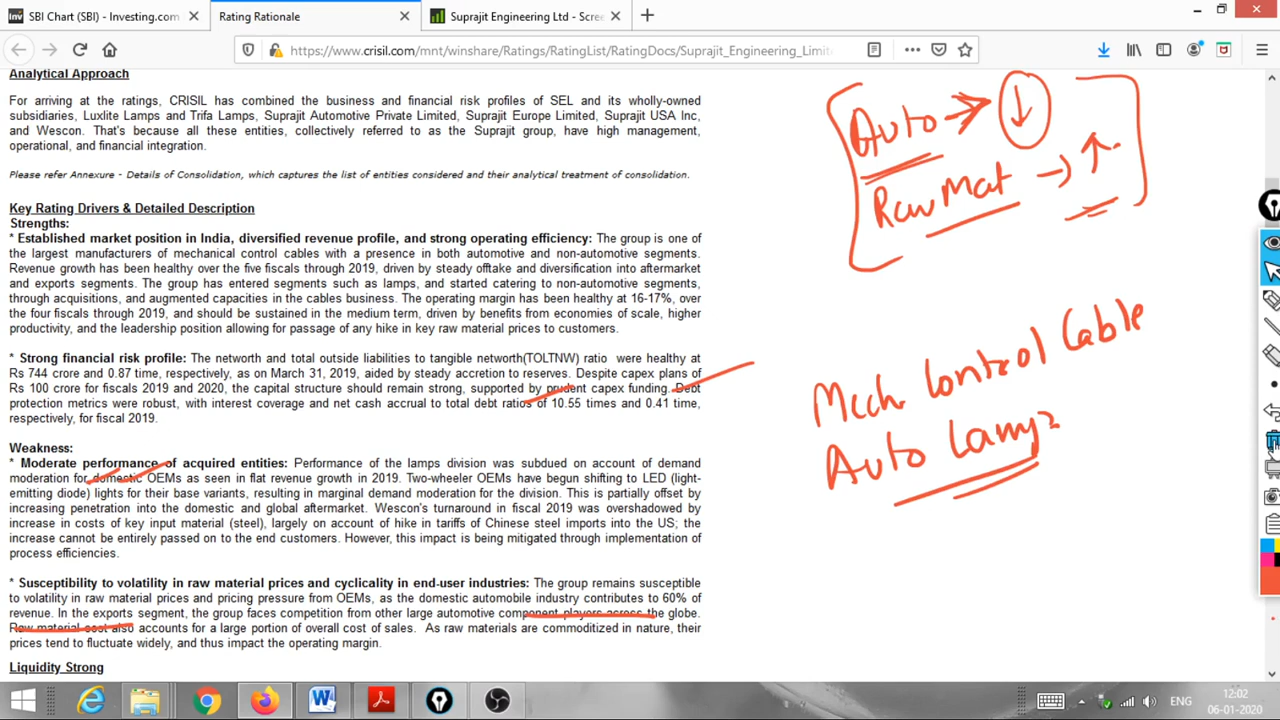 SBI Chart (SBI) - Investing.com
Rating Rationale
Suprajit Engineering Ltd - Scree
https://www.crisil.com/mnt/winshare/Ratings/RatingList/RatingDocs/Suprajit_Engineering_Limite
Analytical Approach
For arriving at the ratings, CRISIL has combined the business and financial risk profiles of SEL and its wholly-owned
subsidiaries, Luxlite Lamps and Trifa Lamps, Suprajit Automotive Private Limited, Suprajit Europe Limited, Suprajit USA Inc,
and Wescon. That's because all these entities, collectively referred to as the Suprajit group, have high management,
operational, and financial integration.
Please refer Annexure - Details of Consolidation, which captures the list of entities considered and their analytical treatment of consolidation.
Key Rating Drivers & Detailed Description
Strengths:
* Established market position in India, diversified revenue profile, and strong operating efficiency: The group is one of
the largest manufacturers of mechanical control cables with a presence in both automotive and non-automotive segments.
Revenue growth has been healthy over the five fiscals through 2019, driven by steady offtake and diversification into aftermarket
and exports segments. The group has entered segments such as lamps, and started catering to non-automotive segments,
through acquisitions, and augmented capacities in the cables business. The operating margin has been healthy at 16-17%, over
the four fiscals through 2019, and should be sustained in the medium term, driven by benefits from economies of scale, higher
productivity, and the leadership position allowing for passage of any hike in key raw material prices to customers.
* Strong financial risk profile: The networth and total outside liabilities to tangible networth(TOLTNW) ratio were healthy at
Rs 744 crore and 0.87 time, respectively, as on March 31, 2019, aided by steady accretion to reserves. Despite capex plans of
Rs 100 crore for fiscals 2019 and 2020, the capital structure should remain strong, supported by prudent capex funding. Debt
protection metrics were robust, with interest coverage and net cash accrual to total debt ratios of 10.55 times and 0.41 time,
respectively, for fiscal 2019.
Weakness:
* Moderate performance of acquired entities: Performance of the lamps division was subdued on account of demand
moderation for domestic OEMs as seen in flat revenue growth in 2019. Two-wheeler OEMs have begun shifting to LED (light-
emitting diode) lights for their base variants, resulting in marginal demand moderation for the division. This is partially offset by
increasing penetration into the domestic and global aftermarket. Wescon's turnaround in fiscal 2019 was overshadowed by
increase in costs of key input material (steel), largely on account of hike in tariffs of Chinese steel imports into the US; the
increase cannot be entirely passed on to the end customers. However, this impact is being mitigated through implementation of
process efficiencies.
* Susceptibility to volatility in raw material prices and cyclicality in end-user industries: The group remains susceptible
to volatility in raw material prices and pricing pressure from OEMs, as the domestic automobile industry contributes to 60% of
revenue. In the exports segment, the group faces competition from other large automotive component players across the globe.
Raw material cost also accounts for a large portion of overall cost of sales. As raw materials are commoditized in nature, their
prices tend to fluctuate widely, and thus impact the operating margin.
Liquidity Strong
Auto → ↓
Raw Mat → ↑
Mech Control Cable
Auto Lamps
ENG
12:02
06-01-2020